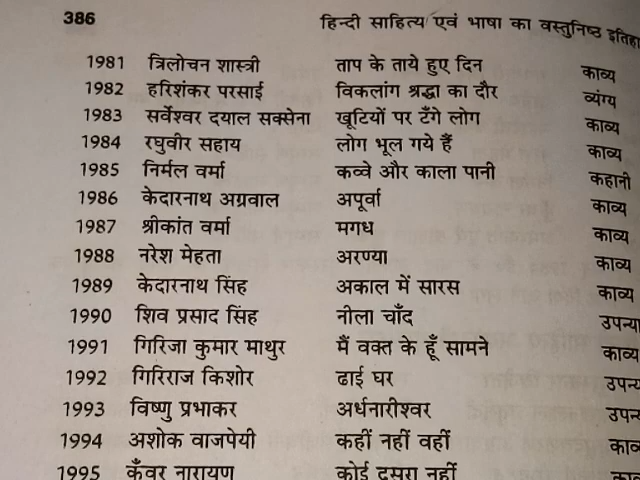 386 हिन्दी साहित्य एवं भाषा का वस्तुनिष्ठ
1981 त्रिलोचन शास्त्री ताप के ताये हुए दिन काव्य
1982 हरिशंकर परसाई विकलांग श्रद्धा का दौर व्यंग्य
1983 सर्वेश्वर दयाल सक्सेना खूटियों पर टँगे लोग काव्य
1984 रघुवीर सहाय लोग भूल गये हैं काव्य
1985 निर्मल वर्मा कव्वे और काला पानी कहानी
1986 केदारनाथ अग्रवाल अपूर्वा काव्य
1987 श्रीकांत वर्मा मगध काव्य
1988 नरेश मेहता अरण्या काव्य
1989 केदारनाथ सिंह अकाल में सारस काव्य
1990 शिव प्रसाद सिंह नीला चाँद
1991 गिरिजा कुमार माथुर मैं वक्त के हूँ सामने काव्य
1992 गिरिराज किशोर ढाई घर
1993 विष्णु प्रभाकर अर्धनारीश्वर
1994 अशोक वाजपेयी कहीं नहीं वहीं
1995 कुँवर नारायण कोई दूसरा नहीं